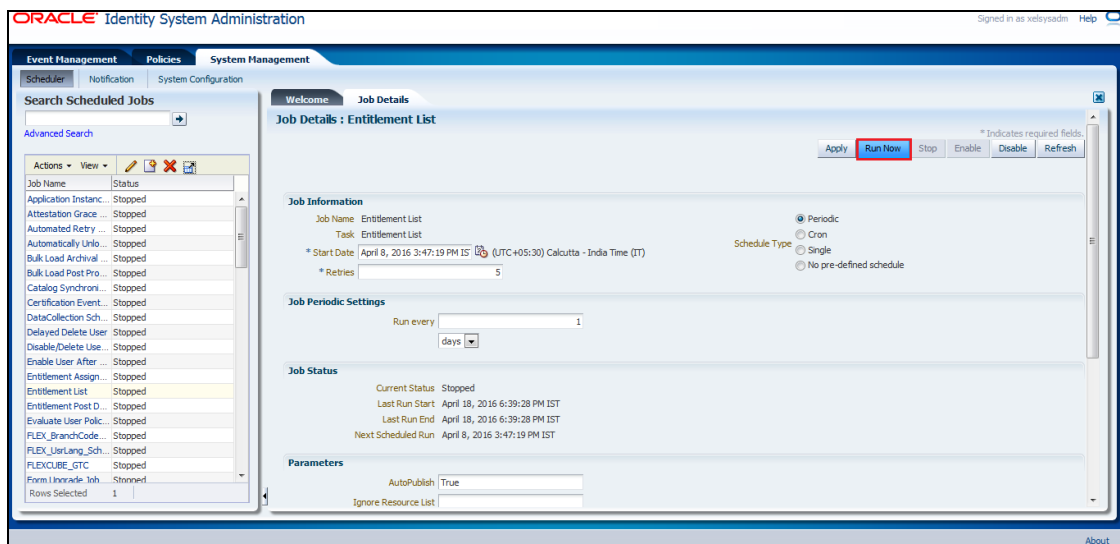 ORACLE® Identity System Administration
Signed in as xelsysadm Help
Event Management Policies System Management
Scheduler Notification System Configuration
Search Scheduled Jobs
Advanced Search
Actions View
Job Name Status
Application Instanc... Stopped
Attestation Grace ... Stopped
Automated Retry ... Stopped
Automatically Unlo... Stopped
Bulk Load Archival ... Stopped
Bulk Load Post Pro... Stopped
Catalog Synchroni... Stopped
Certification Event... Stopped
DataCollection Sch... Stopped
Delayed Delete User Stopped
Disable/Delete Use... Stopped
Enable User After ... Stopped
Entitlement Assign... Stopped
Entitlement List Stopped
Entitlement Post D... Stopped
Evaluate User Polic... Stopped
FLEX_BranchCode... Stopped
FLEX_UsrLang_Sch... Stopped
FLEXCUBE_GTC Stopped
Form Upgrade Job Stopped
Rows Selected 1
Welcome Job Details
Job Details : Entitlement List
* Indicates required fields.
Apply Run Now Stop Enable Disable Refresh
Job Information
Job Name Entitlement List
Task Entitlement List
* Start Date April 8, 2016 3:47:19 PM IS (UTC+05:30) Calcutta - India Time (IT)
* Retries 5
Schedule Type
Periodic
Cron
Single
No pre-defined schedule
Job Periodic Settings
Run every 1
days
Job Status
Current Status Stopped
Last Run Start April 18, 2016 6:39:28 PM IST
Last Run End April 18, 2016 6:39:28 PM IST
Next Scheduled Run April 8, 2016 3:47:19 PM IST
Parameters
AutoPublish True
Ignore Resource List
About